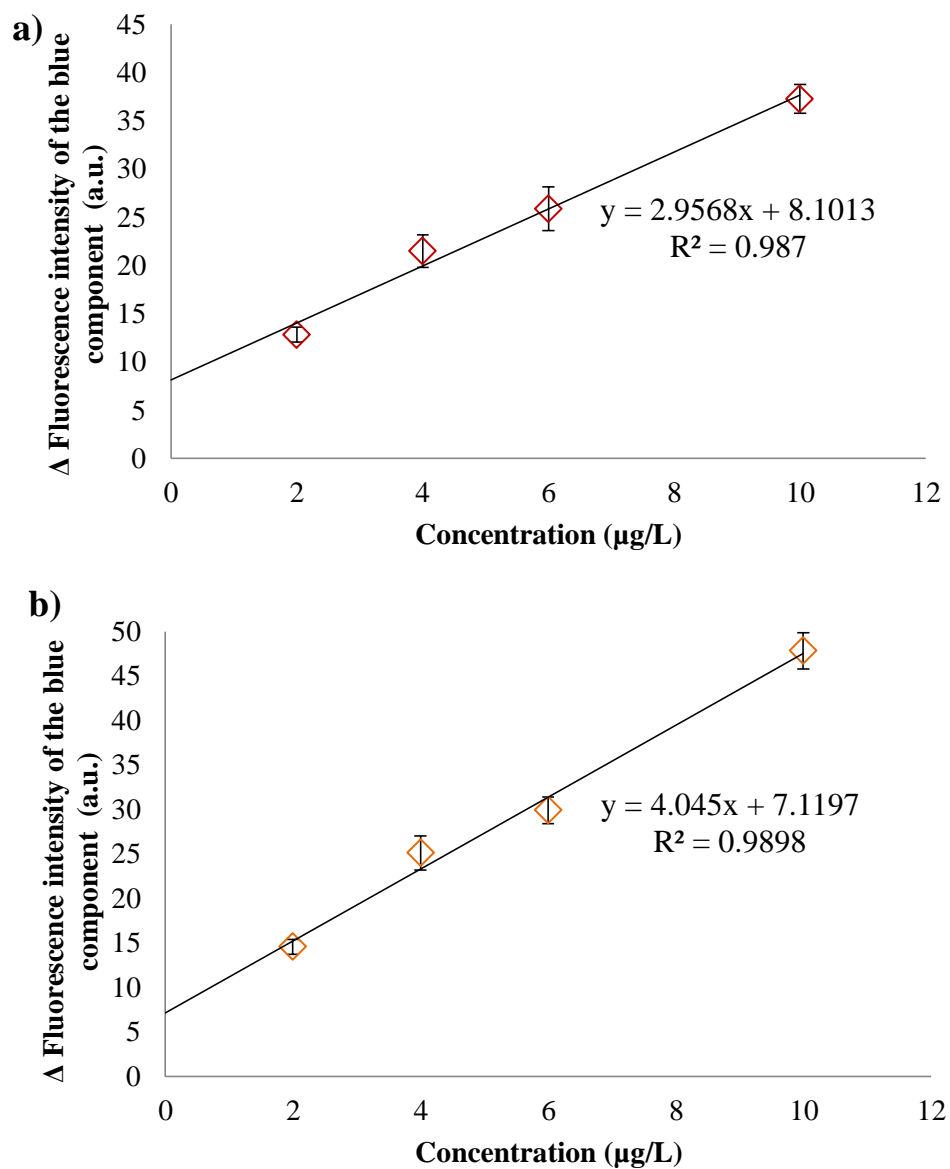 a)
Δ Fluorescence intensity of the blue
component (a.u.)
45
40
35
30
25
20
15
10
5
0
y = 2.9568x + 8.1013
R² = 0.987
0 2 4 6 8 10 12
Concentration (µg/L)
b)
Δ Fluorescence intensity of the blue
component (a.u.)
50
45
40
35
30
25
20
15
10
5
0
y = 4.045x + 7.1197
R² = 0.9898
0 2 4 6 8 10 12
Concentration (µg/L)